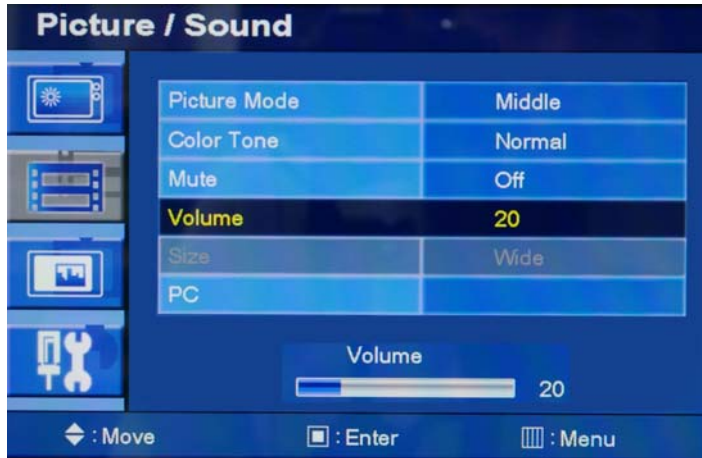 Picture / Sound
Picture Mode Middle
Color Tone Normal
Mute Off
Volume 20
Size Wide
PC
Volume
20
: Move : Enter : Menu